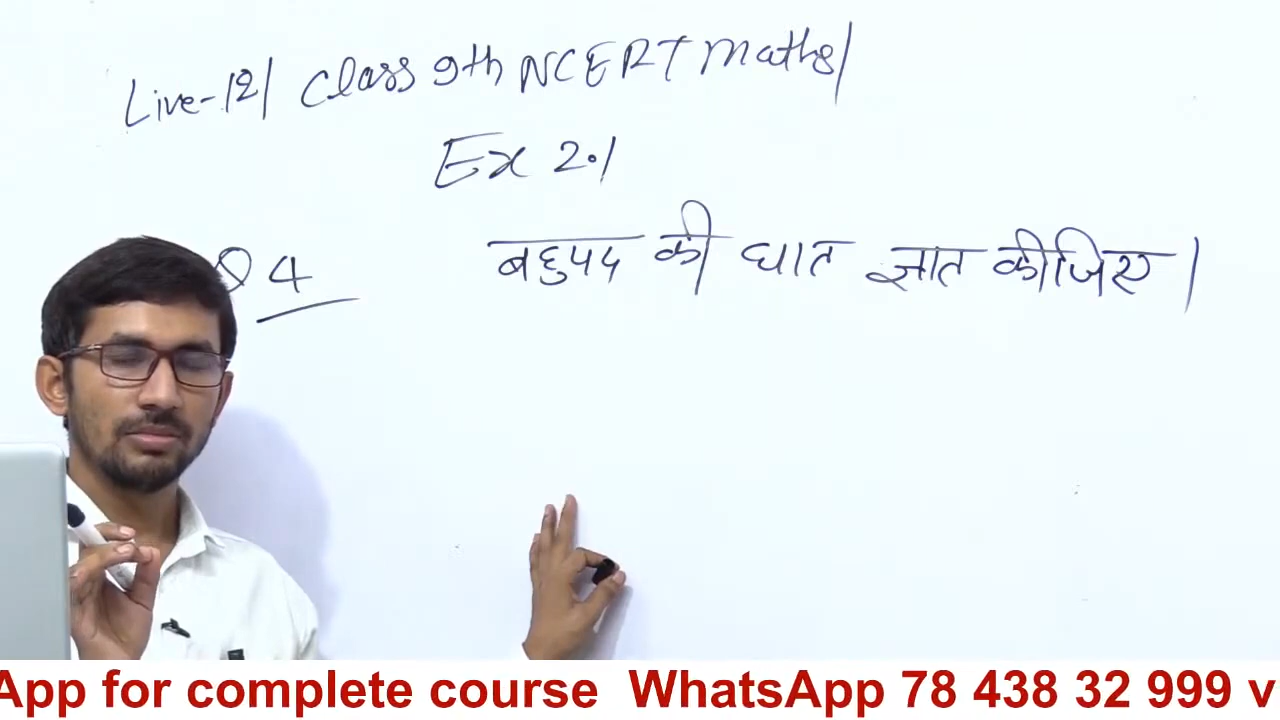 Live-12/ Class 9th NCERT Maths/
Ex 2.1
Q 4 बहुपद की घात ज्ञात कीजिए।
App for complete course WhatsApp 78 438 32 999 v